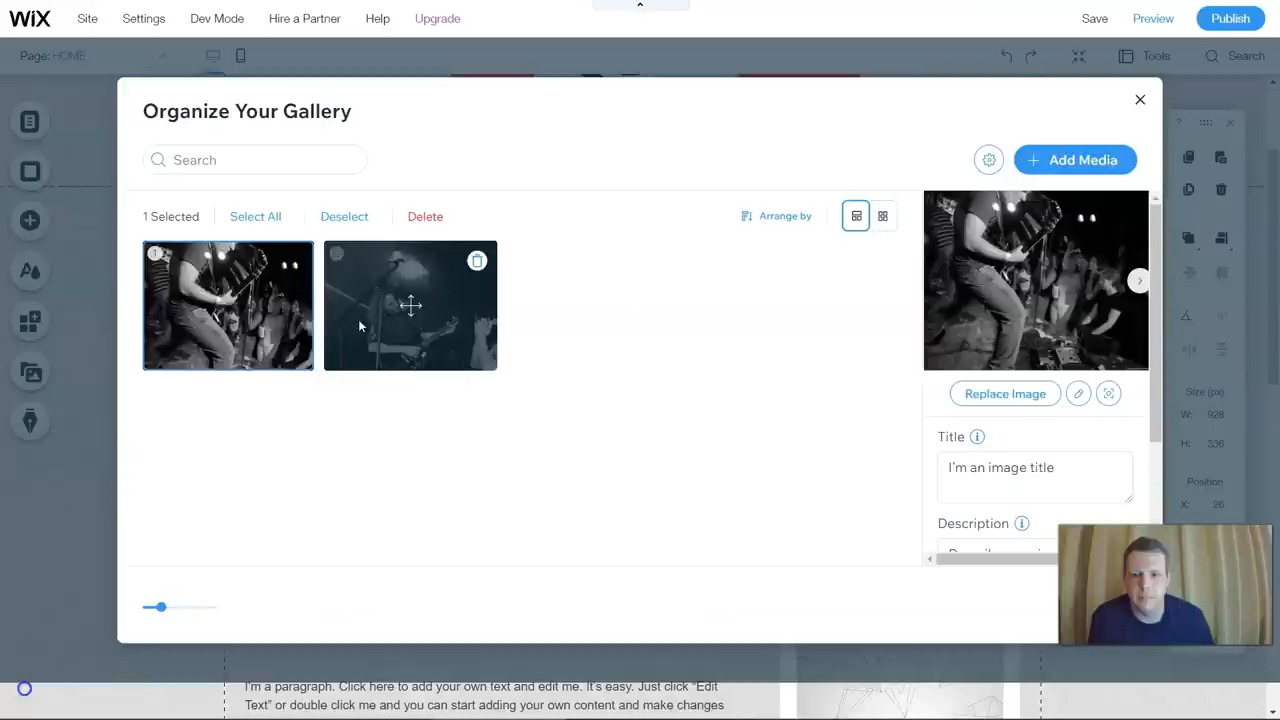 WiX Site Settings Dev Mode Hire a Partner Help Upgrade Save Preview Publish
Page: HOME Tools Search
Organize Your Gallery
Search
+ Add Media
1 Selected Select All Deselect Delete Arrange by
1
Replace Image
Title i
I'm an image title
Description i
?
Size (px)
W: 928
H: 336
Position
X: 26
I'm a paragraph. Click here to add your own text and edit me. It's easy. Just click “Edit
Text” or double click me and you can start adding your own content and make changes